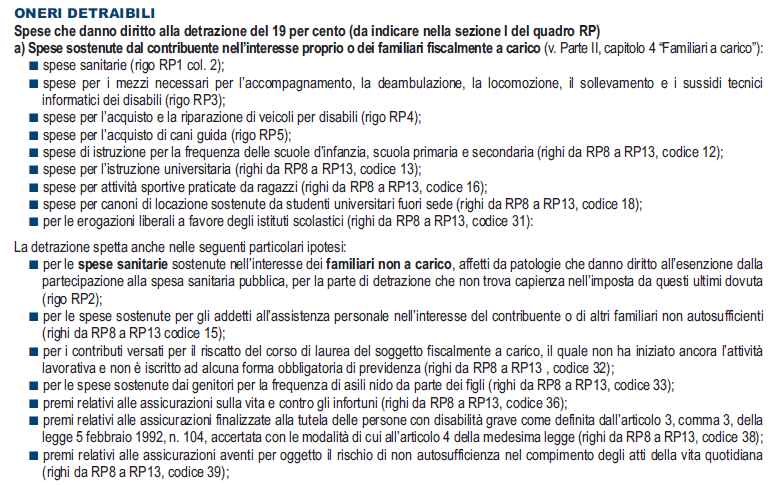 ONERI DETRAIBILI
Spese che danno diritto alla detrazione del 19 per cento (da indicare nella sezione I del quadro RP)
a) Spese sostenute dal contribuente nell'interesse proprio o dei familiari fiscalmente a carico (v. Parte II, capitolo 4 "Familiari a carico"):
■ spese sanitarie (rigo RP1 col. 2);
■ spese per i mezzi necessari per l'accompagnamento, la deambulazione, la locomozione, il sollevamento e i sussidi tecnici
informatici dei disabili (rigo RP3);
■ spese per l'acquisto e la riparazione di veicoli per disabili (rigo RP4);
■ spese per l'acquisto di cani guida (rigo RP5);
■ spese di istruzione per la frequenza delle scuole d'infanzia, scuola primaria e secondaria (righi da RP8 a RP13, codice 12);
■ spese per l'istruzione universitaria (righi da RP8 a RP13, codice 13);
■ spese per attività sportive praticate da ragazzi (righi da RP8 a RP13, codice 16);
■ spese per canoni di locazione sostenute da studenti universitari fuori sede (righi da RP8 a RP13, codice 18);
■ per le erogazioni liberali a favore degli istituti scolastici (righi da RP8 a RP13, codice 31):
La detrazione spetta anche nelle seguenti particolari ipotesi:
■ per le spese sanitarie sostenute nell'interesse dei familiari non a carico, affetti da patologie che danno diritto all'esenzione dalla
partecipazione alla spesa sanitaria pubblica, per la parte di detrazione che non trova capienza nell'imposta da questi ultimi dovuta
(rigo RP2);
■ per le spese sostenute per gli addetti all'assistenza personale nell'interesse del contribuente o di altri familiari non autosufficienti
(righi da RP8 a RP13 codice 15);
■ per i contributi versati per il riscatto del corso di laurea del soggetto fiscalmente a carico, il quale non ha iniziato ancora l'attività
lavorativa e non è iscritto ad alcuna forma obbligatoria di previdenza (righi da RP8 a RP13 , codice 32);
■ per le spese sostenute dai genitori per la frequenza di asili nido da parte dei figli (righi da RP8 a RP13, codice 33);
■ premi relativi alle assicurazioni sulla vita e contro gli infortuni (righi da RP8 a RP13, codice 36);
■ premi relativi alle assicurazioni finalizzate alla tutela delle persone con disabilità grave come definita dall'articolo 3, comma 3, della
legge 5 febbraio 1992, n. 104, accertata con le modalità di cui all'articolo 4 della medesima legge (righi da RP8 a RP13, codice 38);
■ premi relativi alle assicurazioni aventi per oggetto il rischio di non autosufficienza nel compimento degli atti della vita quotidiana
(righi da RP8 a RP13, codice 39);